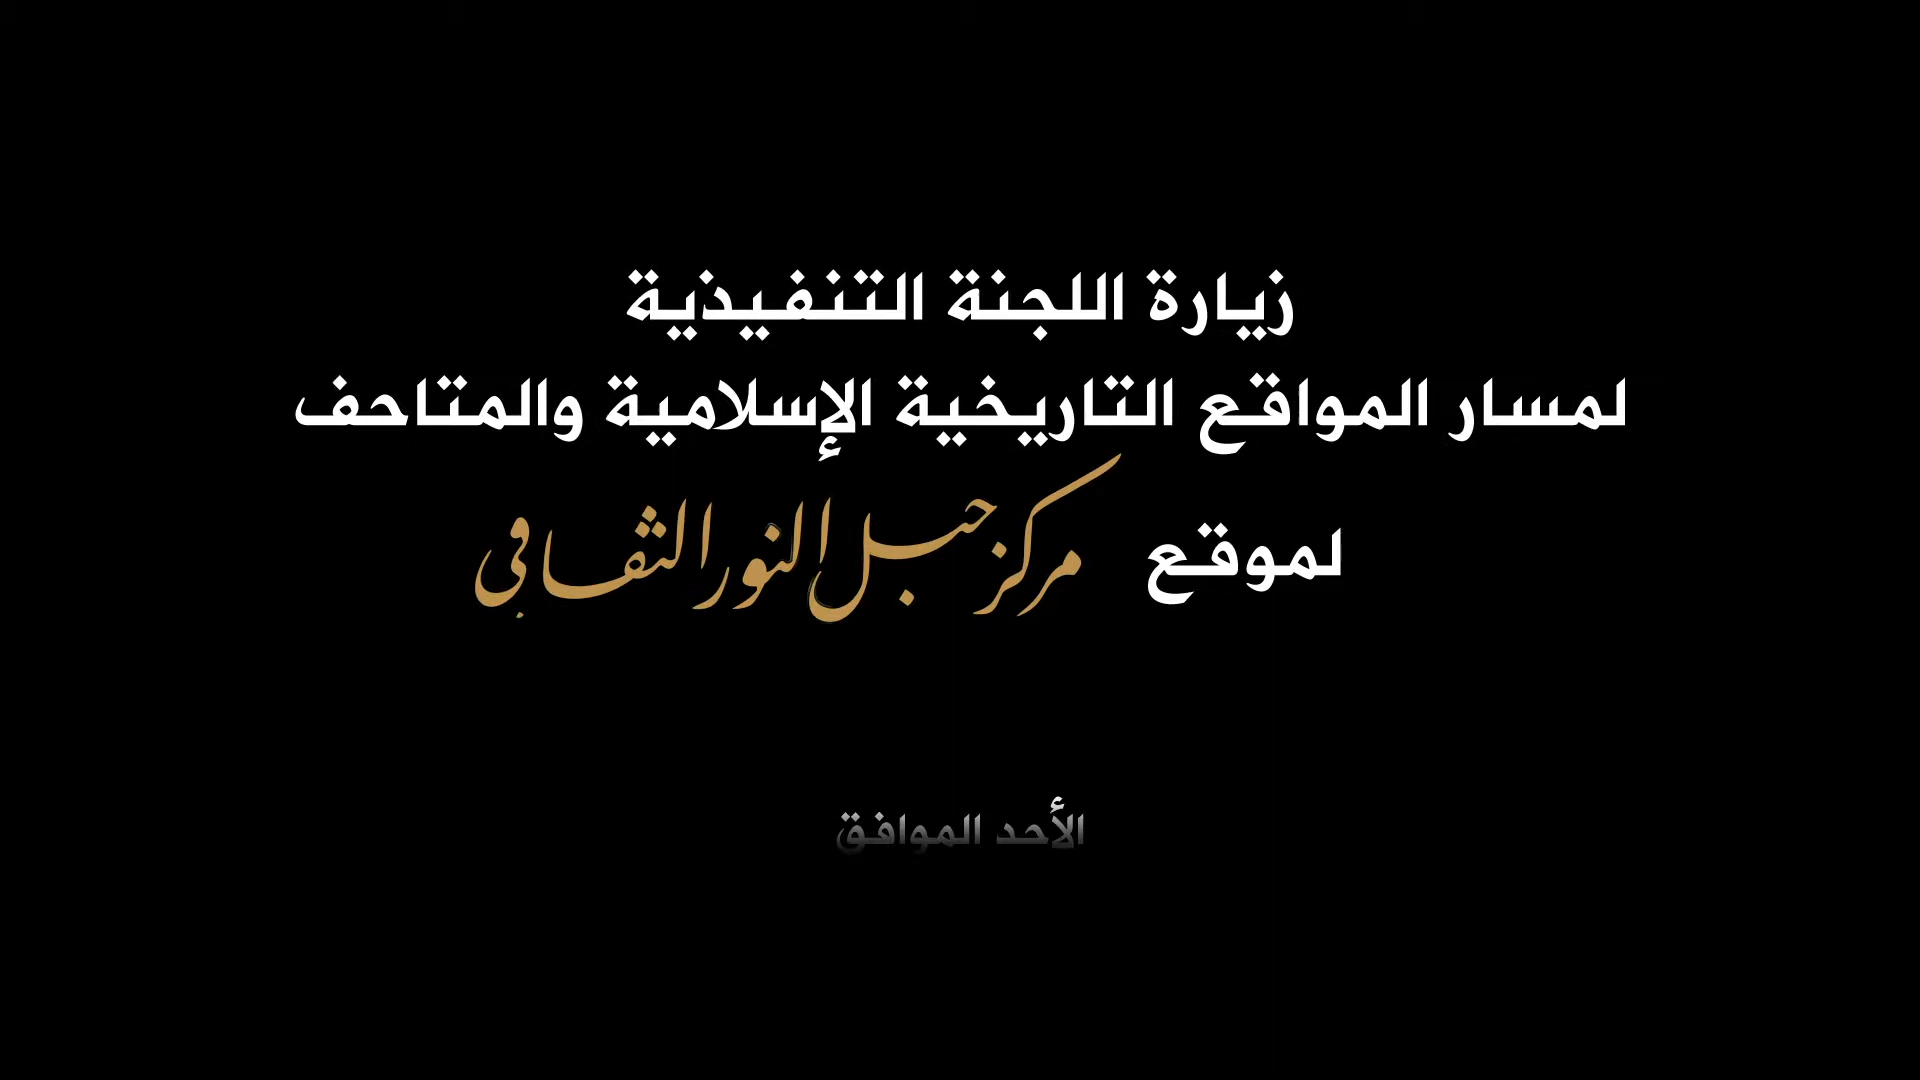 زيارة اللجنة التنفيذية
لمسار المواقع التاريخية الإسلامية والمتاحف
لموقع مركز جبل النور الثقافي
الأحد الموافق